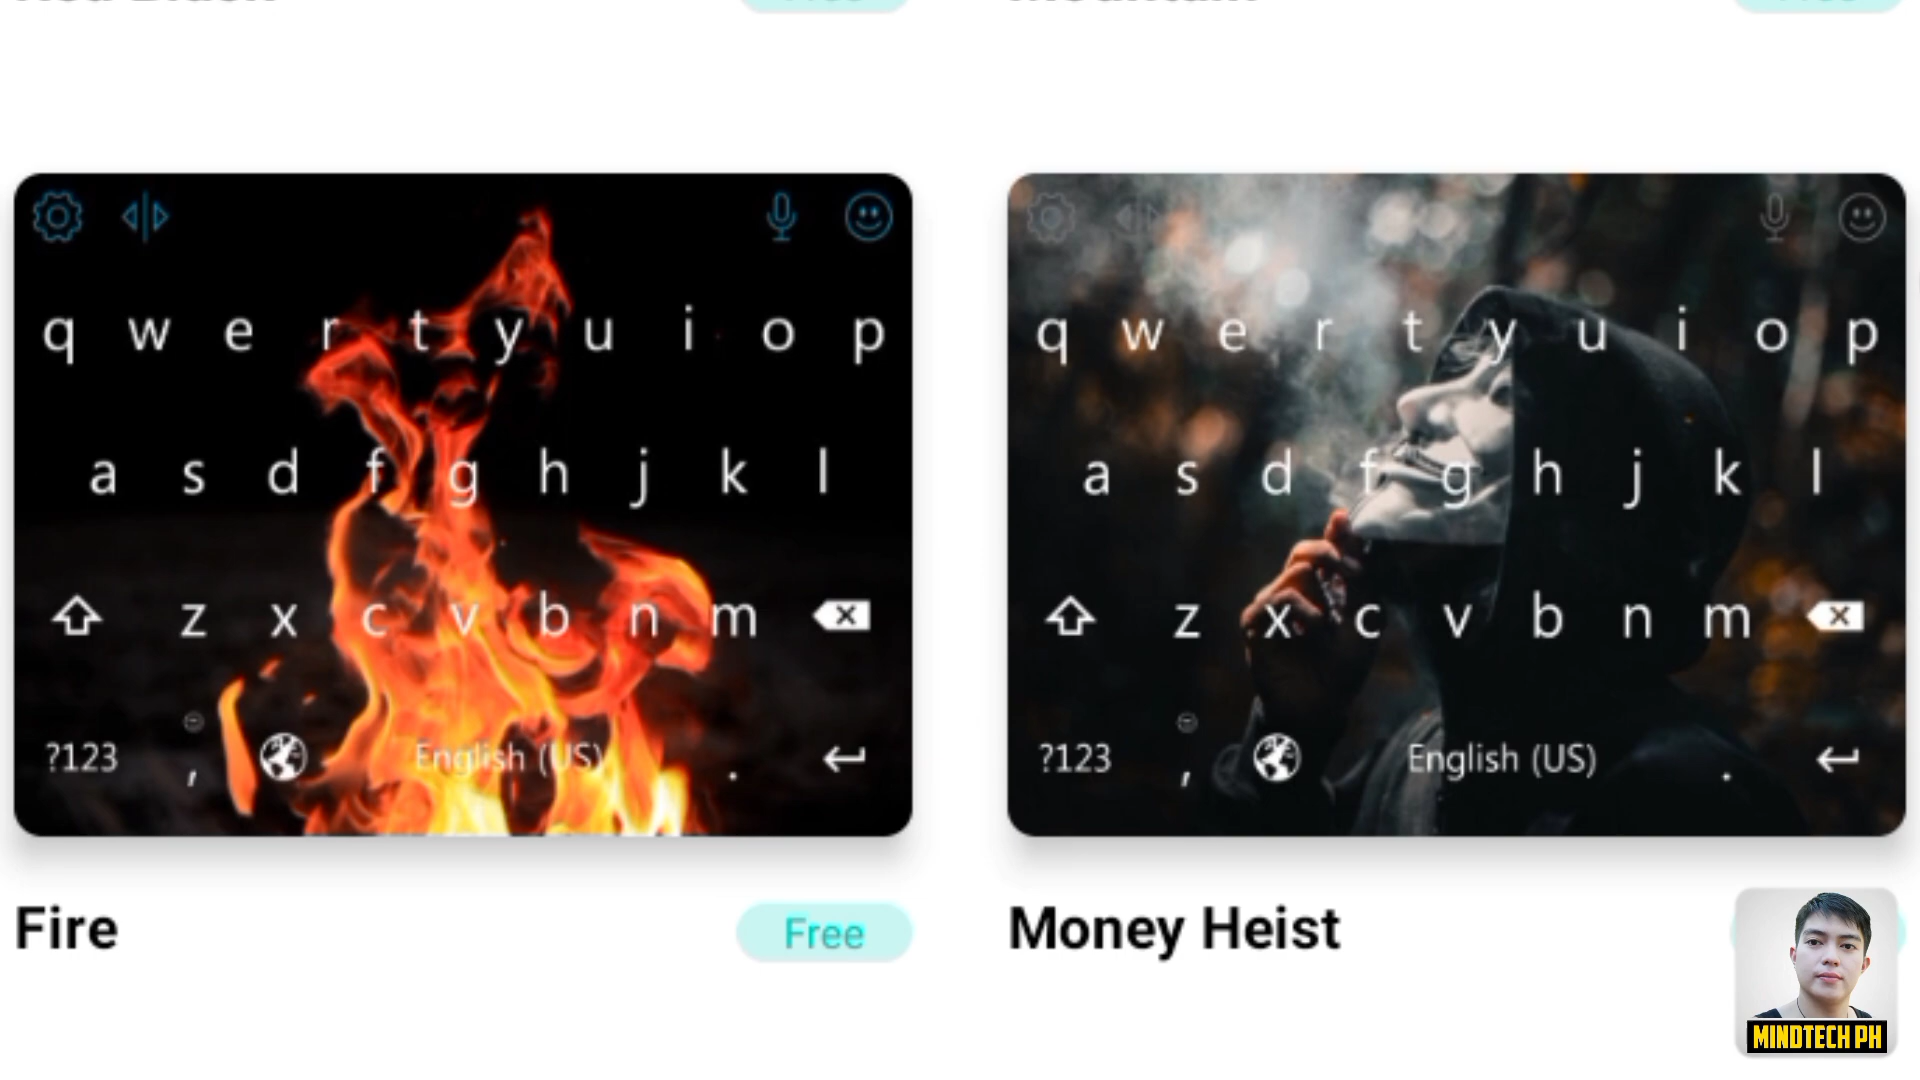 q w e r t y u i o p
a s d f g h j k l
z x c v b n m
?123 , English (US) .
Fire
Free
q w e r t y u i o p
a s d f g h j k l
z x c v b n m
?123 , English (US) .
Money Heist
MINDTECH PH